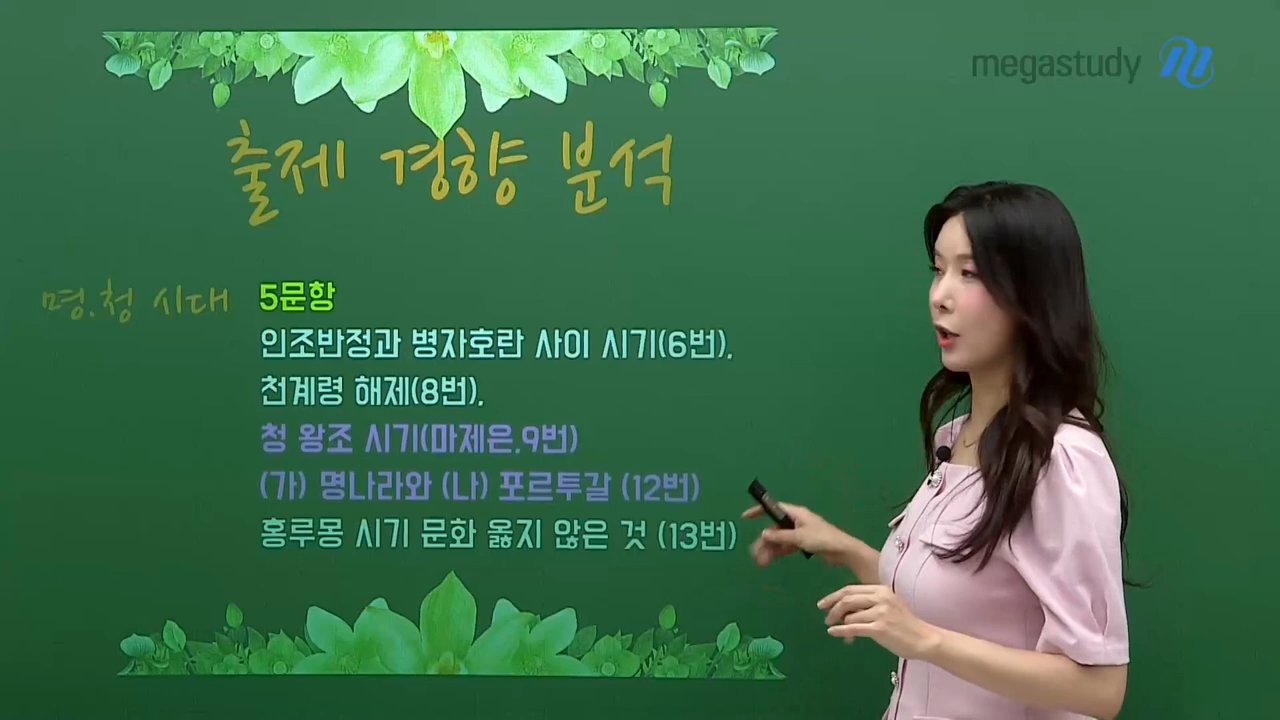 megastudy
출제 경향 분석
명.청 시대 5문항
인조반정과 병자호란 사이 시기(6번),
천계령 해제(8번),
청 왕조 시기(마제은,9번)
(가) 명나라와 (나) 포르투갈 (12번)
홍루몽 시기 문화 옳지 않은 것 (13번)